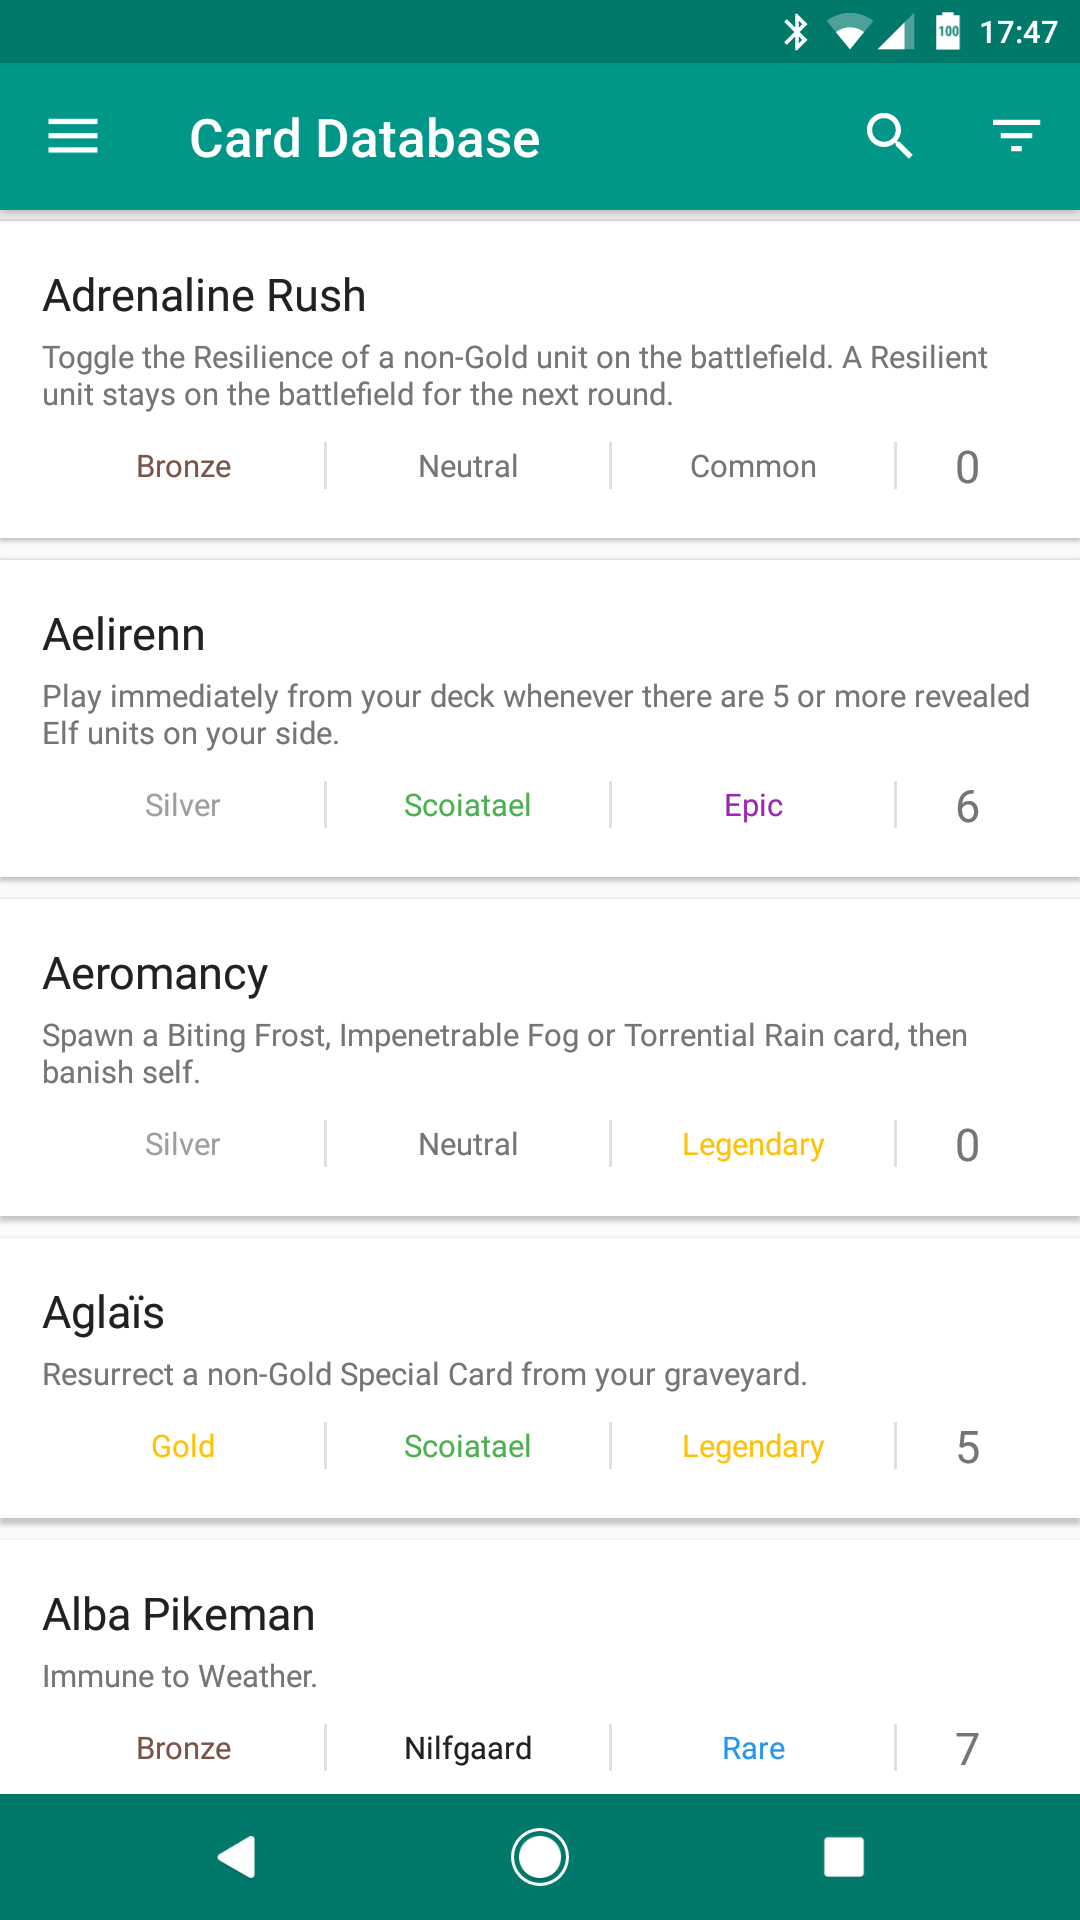 100 17:47
Card Database
Adrenaline Rush
Toggle the Resilience of a non-Gold unit on the battlefield. A Resilient
unit stays on the battlefield for the next round.
Bronze Neutral Common 0
Aelirenn
Play immediately from your deck whenever there are 5 or more revealed
Elf units on your side.
Silver Scoiatael Epic 6
Aeromancy
Spawn a Biting Frost, Impenetrable Fog or Torrential Rain card, then
banish self.
Silver Neutral Legendary 0
Aglaïs
Resurrect a non-Gold Special Card from your graveyard.
Gold Scoiatael Legendary 5
Alba Pikeman
Immune to Weather.
Bronze Nilfgaard Rare 7